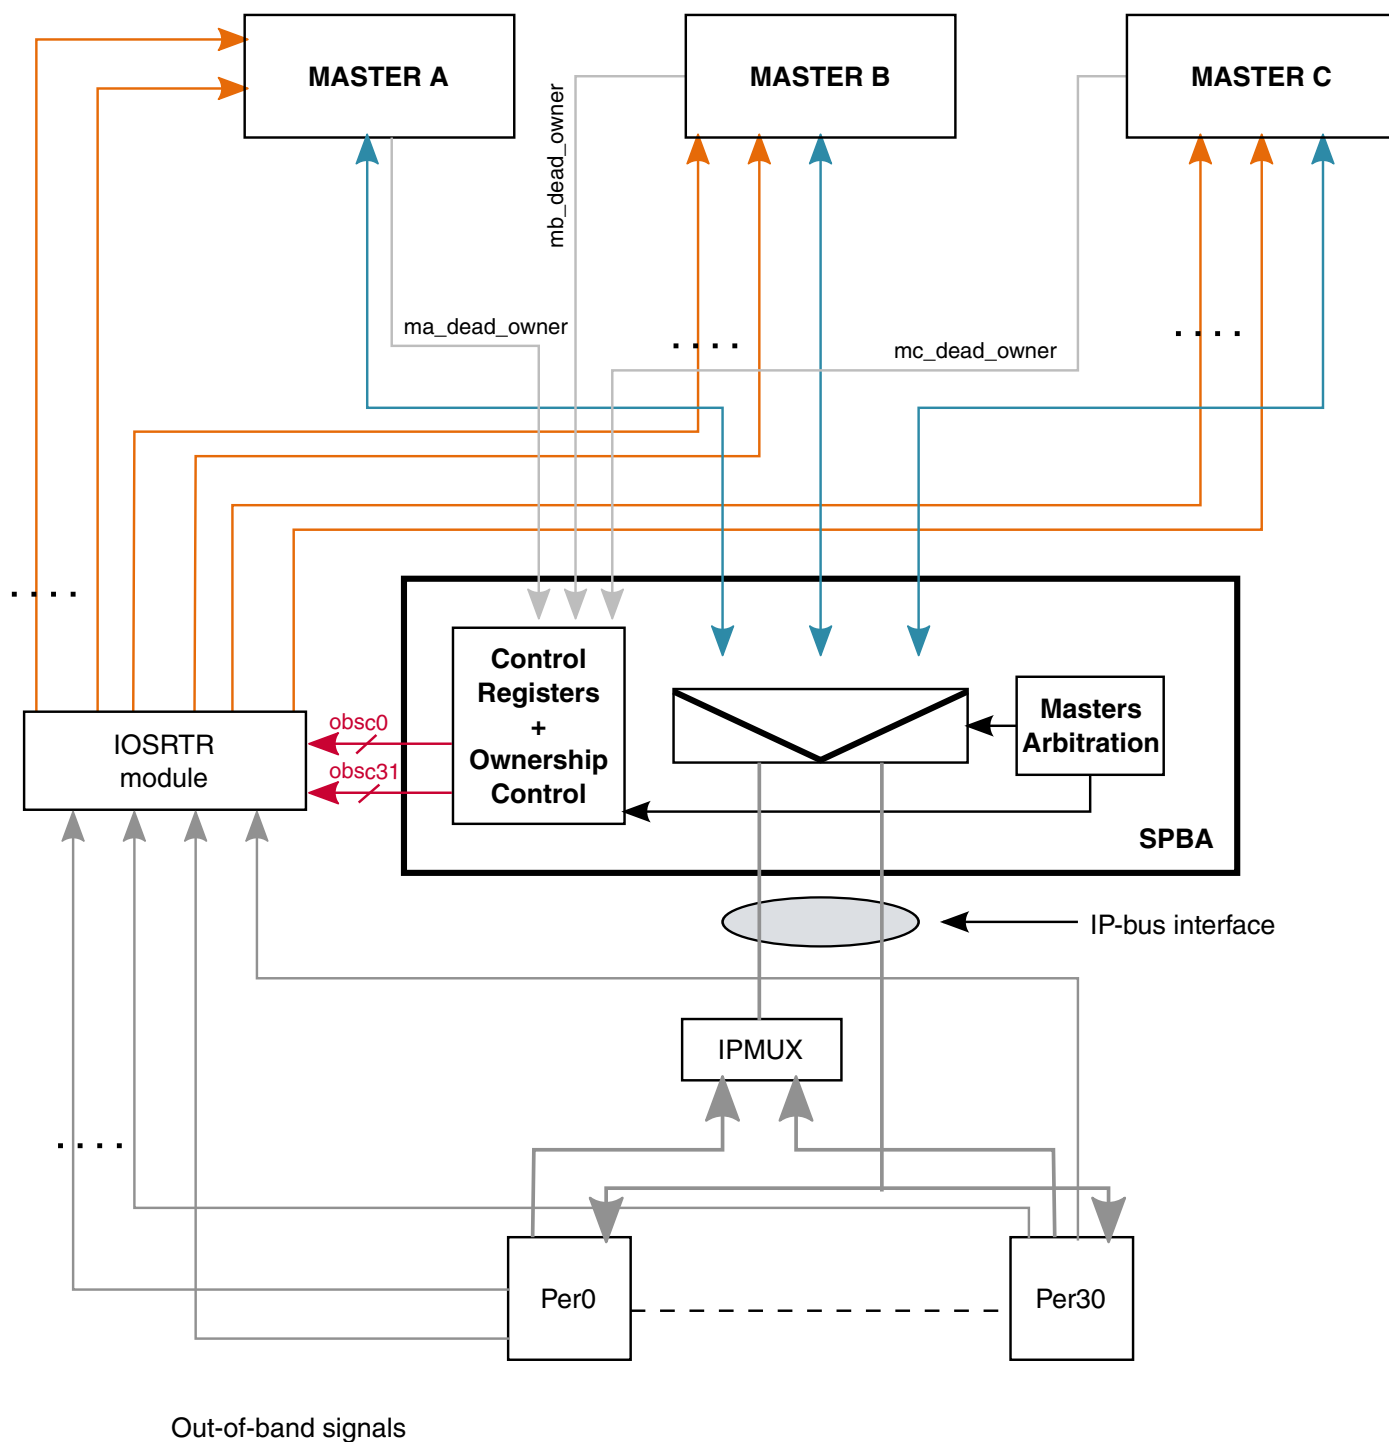 MASTER A
MASTER B
MASTER C
mb_dead_owner
ma_dead_owner
mc_dead_owner
Control
Registers
+
Ownership
Control
Masters
Arbitration
obsc0
obsc31
IOSRTR
module
SPBA
IP-bus interface
IPMUX
Per0
Per30
Out-of-band signals